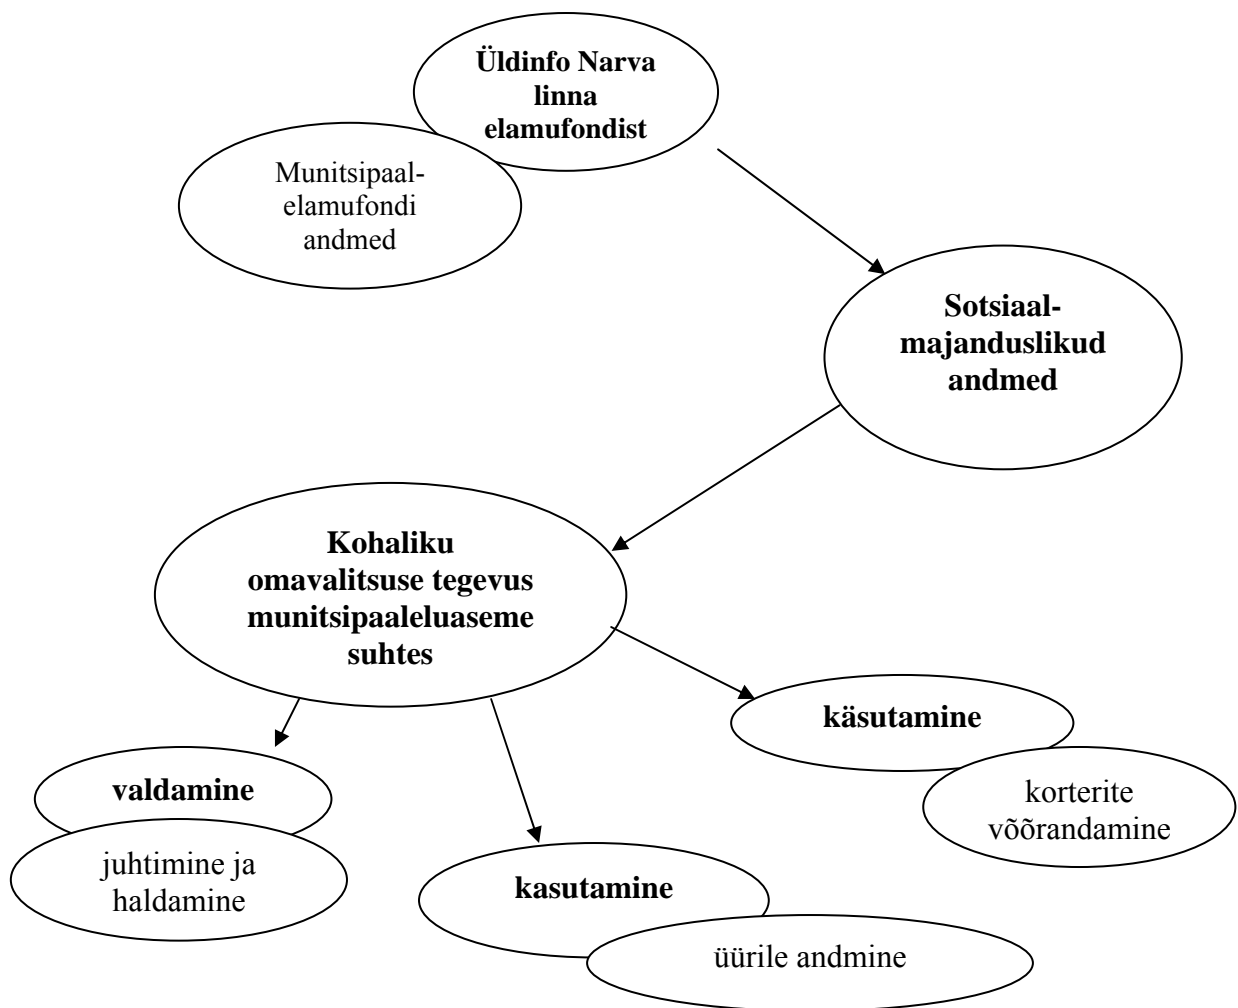 Üldinfo Narva
linna
elamufondist
Munitsipaal-
elamufondi
andmed
Sotsiaal-
majanduslikud
andmed
Kohaliku
omavalitsuse tegevus
munitsipaaleluaseme
suhtes
käsutamine
korterite
võõrandamine
valdamine
juhtimine ja
haldamine
kasutamine
üürile andmine